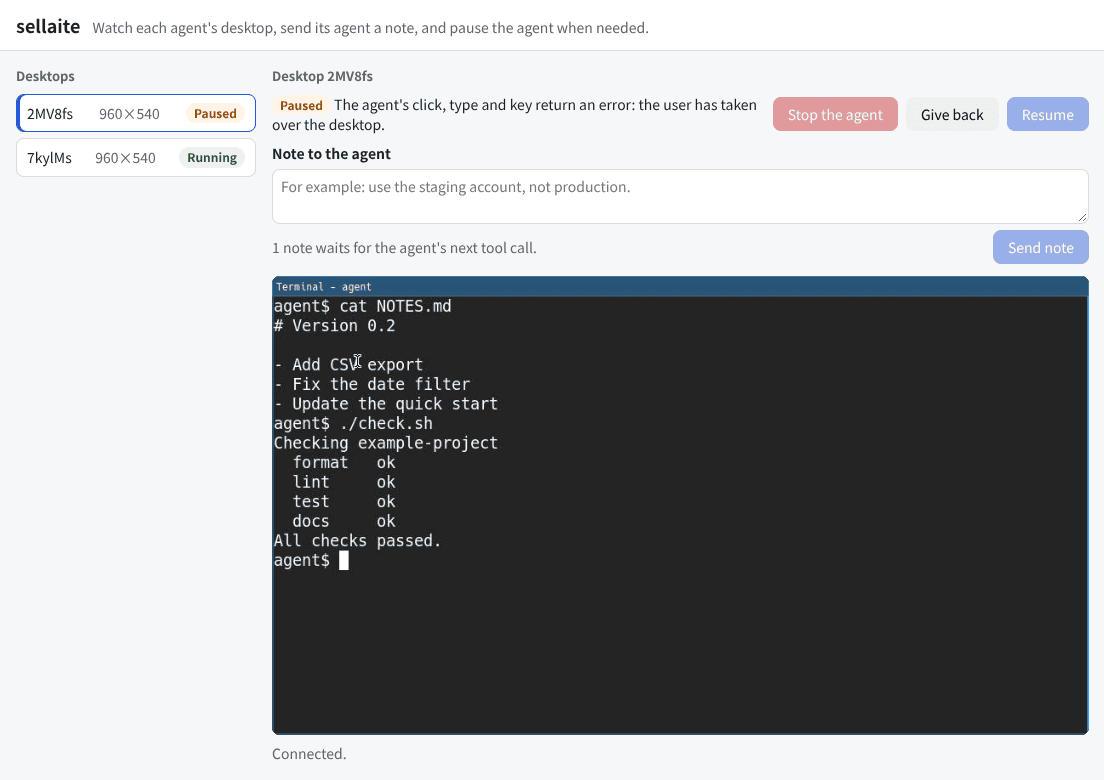 sellaite Watch each agent's desktop, send its agent a note, and pause the agent when needed.
Desktops
2MV8fs 960×540 Paused
7kylMs 960×540 Running
Desktop 2MV8fs
Paused The agent's click, type and key return an error: the user has taken
over the desktop.
Stop the agent Give back Resume
Note to the agent
For example: use the staging account, not production.
1 note waits for the agent's next tool call.
Send note
Terminal - agent
agent$ cat NOTES.md
# Version 0.2
- Add CSV export
- Fix the date filter
- Update the quick start
agent$ ./check.sh
Checking example-project
format ok
lint ok
test ok
docs ok
All checks passed.
agent$
Connected.